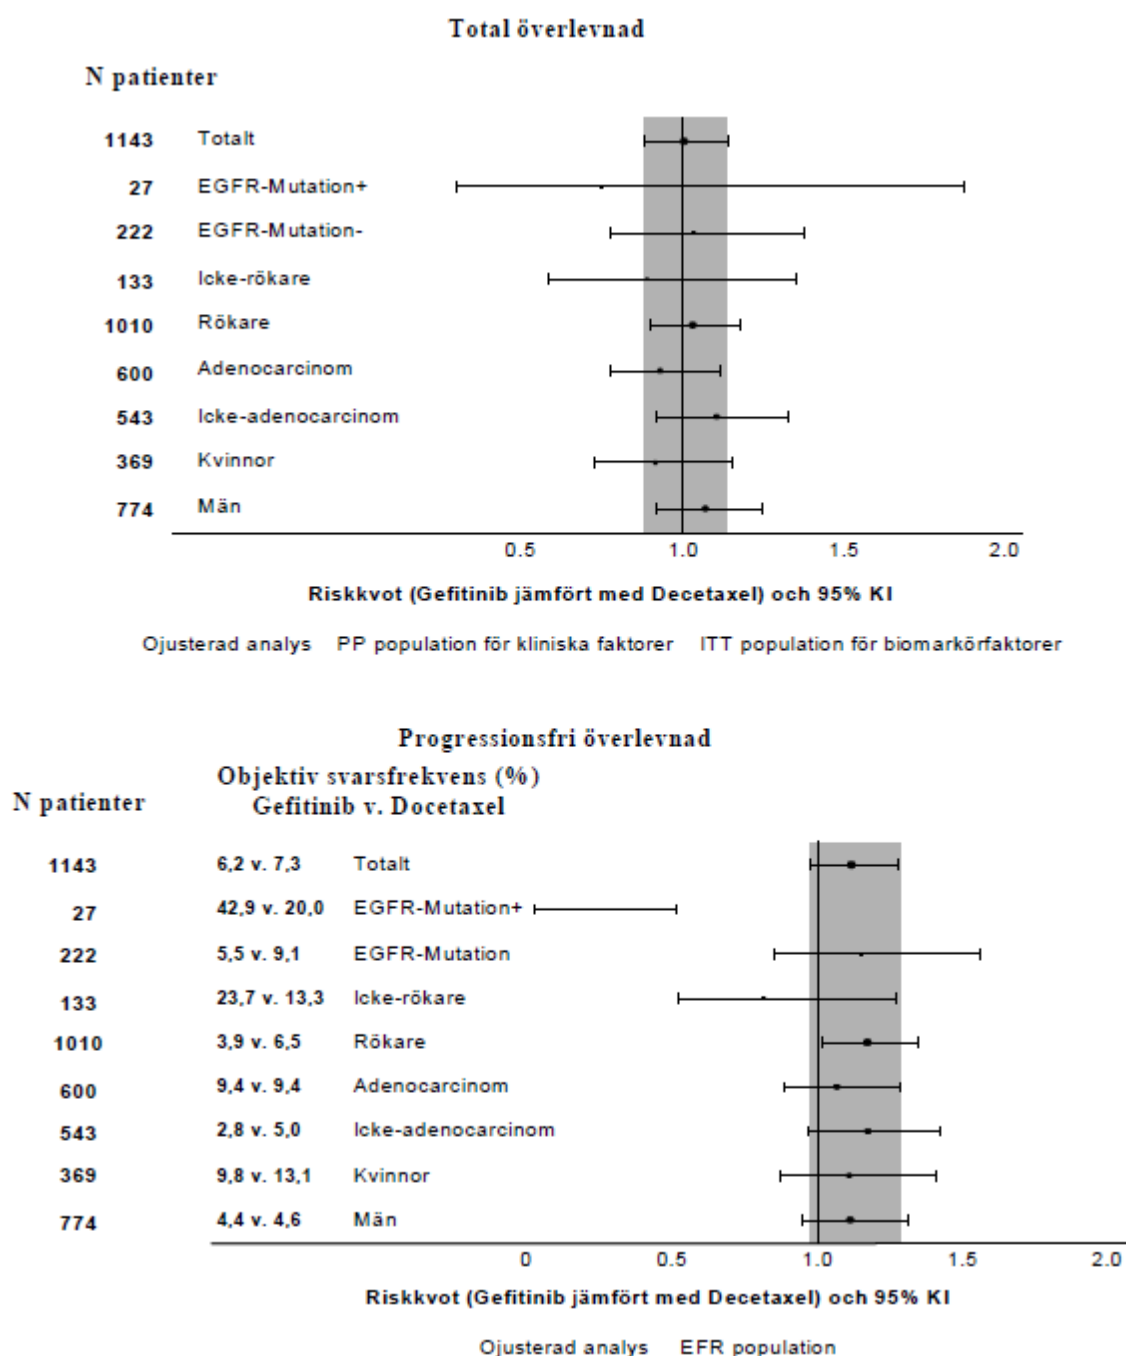 Total överlevnad
N patienter
1143 Totalt
27 EGFR-Mutation+
222 EGFR-Mutation-
133 Icke-rökare
1010 Rökare
600 Adenocarcinom
543 Icke-adenocarcinom
369 Kvinnor
774 Män
0.5 1.0 1.5 2.0
Riskkvot (Gefitinib jämfört med Decetaxel) och 95% KI
Ojusterad analys PP population för kliniska faktorer ITT population för biomarkörfaktorer
Progressionsfri överlevnad
Objektiv svarsfrekvens (%)
N patienter Gefitinib v. Docetaxel
1143 6,2 v. 7,3 Totalt
27 42,9 v. 20,0 EGFR-Mutation+
222 5,5 v. 9,1 EGFR-Mutation
133 23,7 v. 13,3 Icke-rökare
1010 3,9 v. 6,5 Rökare
600 9,4 v. 9,4 Adenocarcinom
543 2,8 v. 5,0 Icke-adenocarcinom
369 9,8 v. 13,1 Kvinnor
774 4,4 v. 4,6 Män
0 0.5 1.0 1.5 2.0
Riskkvot (Gefitinib jämfört med Decetaxel) och 95% KI
Ojusterad analys EFR population